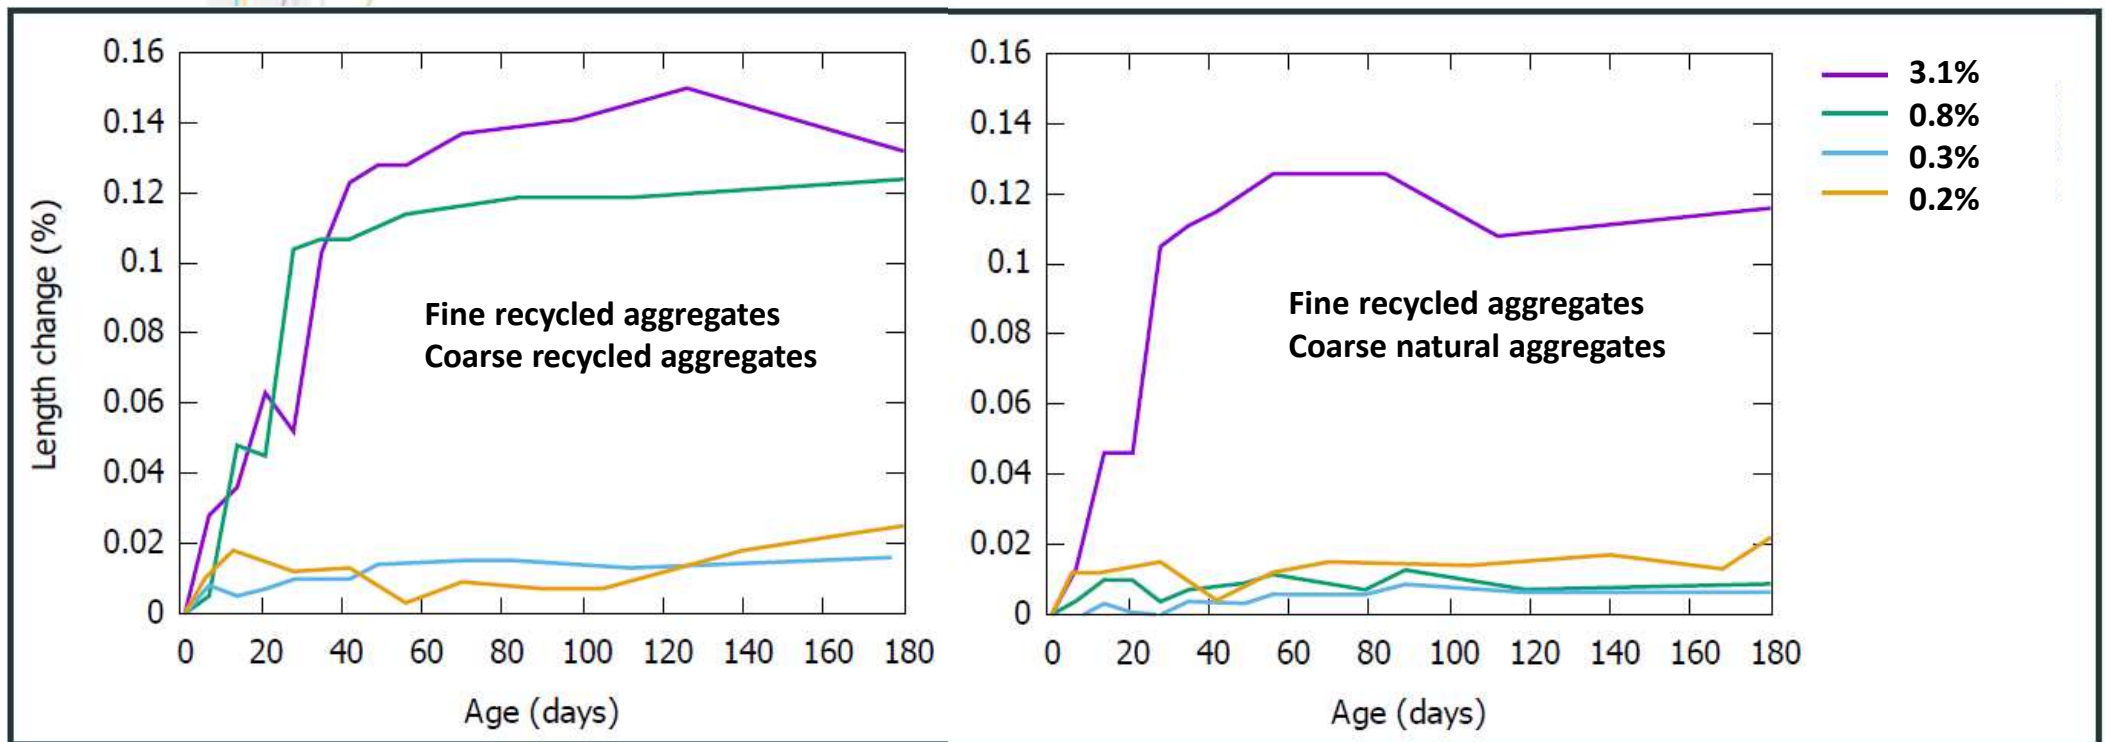 0.16
0.14
0.12
0.1
0.08
0.06
0.04
0.02
0
Length change (%)
0 20 40 60 80 100 120 140 160 180
Age (days)
Fine recycled aggregates
Coarse recycled aggregates
0.16
0.14
0.12
0.1
0.08
0.06
0.04
0.02
0
0 20 40 60 80 100 120 140 160 180
Age (days)
Fine recycled aggregates
Coarse natural aggregates
3.1%
0.8%
0.3%
0.2%